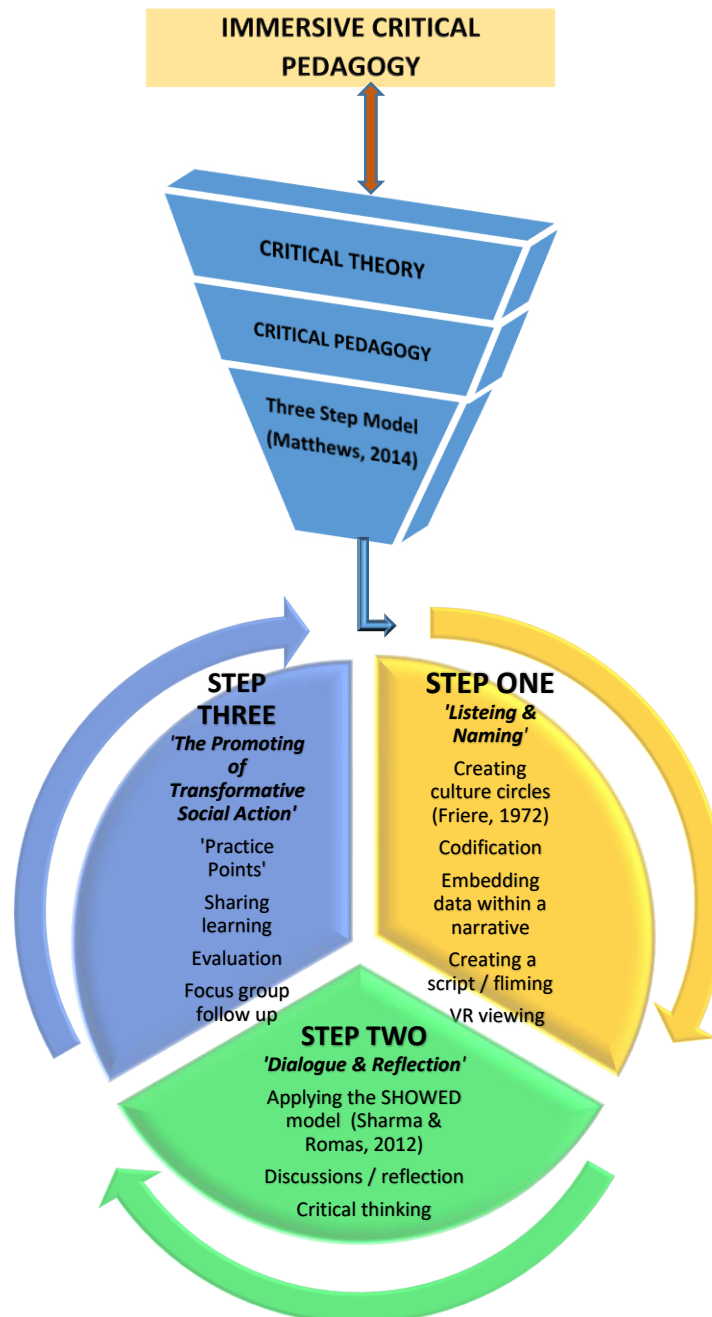 IMMERSIVE CRITICAL
PEDAGOGY
CRITICAL THEORY
CRITICAL PEDAGOGY
Three Step Model
(Matthews, 2014)
STEP ONE
'Listeing &
Naming'
Creating
culture circles
(Friere, 1972)
Codification
Embedding
data within a
narrative
Creating a
script / fliming
VR viewing
STEP TWO
'Dialogue & Reflection'
Applying the SHOWED
model (Sharma &
Romas, 2012)
Discussions / reflection
Critical thinking
STEP
THREE
'The Promoting
of
Transformative
Social Action'
'Practice
Points'
Sharing
learning
Evaluation
Focus group
follow up